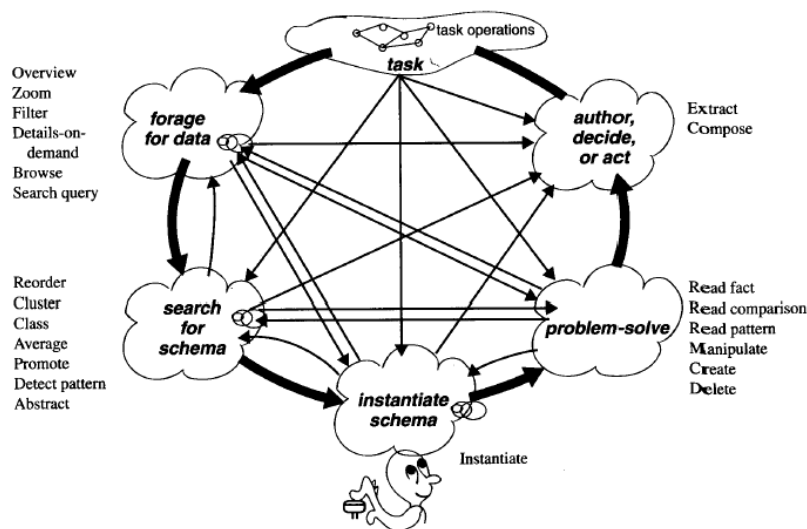 task operations
task
Overview
Zoom
Filter
Details-on-
demand
Browse
Search query
forage
for data
author,
decide,
or act
Extract
Compose
Reorder
Cluster
Class
Average
Promote
Detect pattern
Abstract
search
for
schema
problem-solve
Read fact
Read comparison
Read pattern
Manipulate
Create
Delete
instantiate
schema
Instantiate